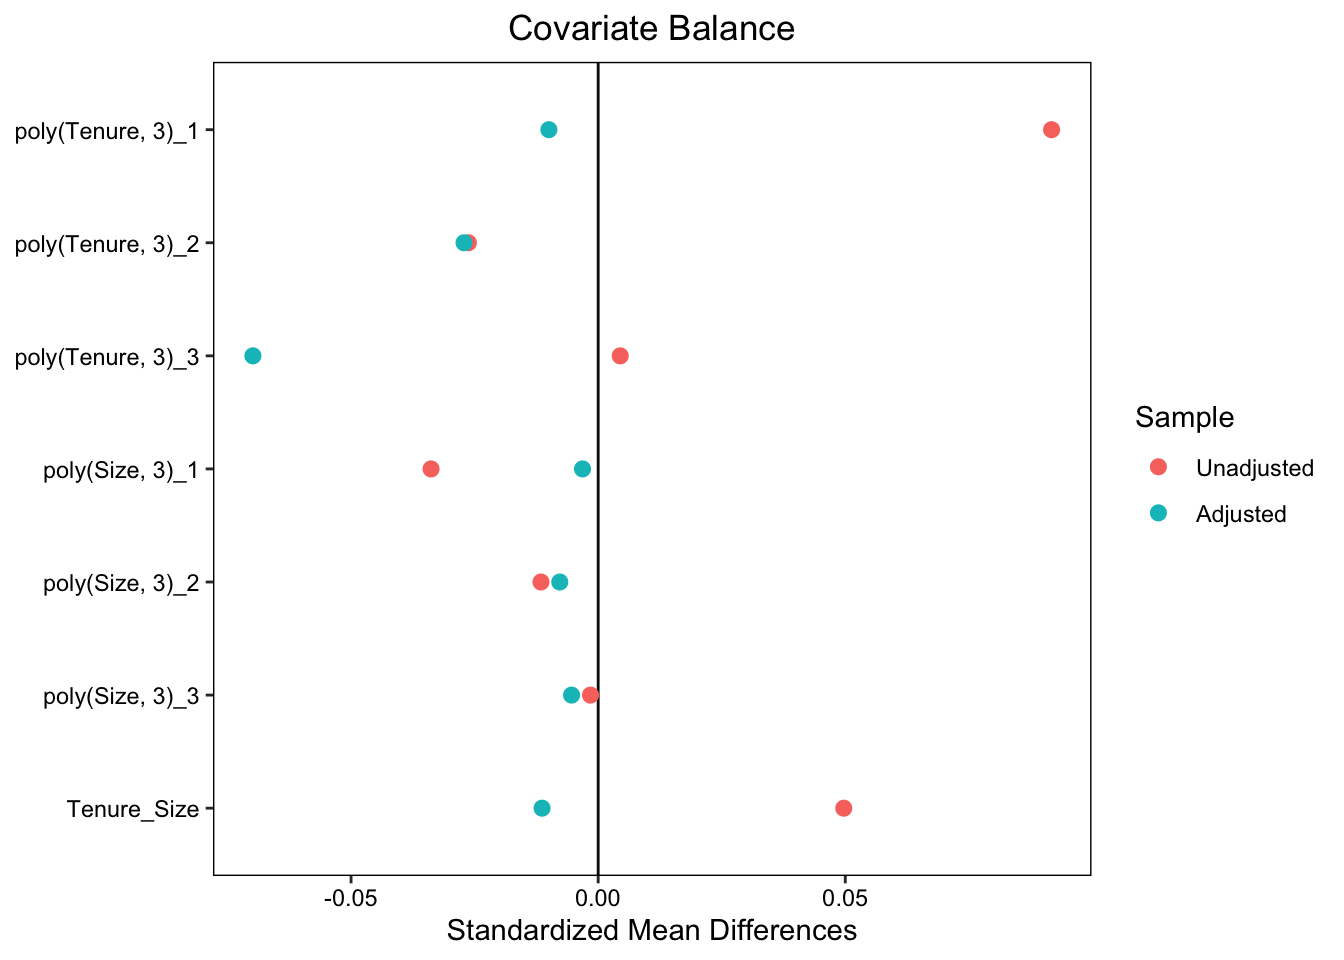 Covariate Balance
poly(Tenure, 3)_1
poly(Tenure, 3)_2
poly(Tenure, 3)_3
poly(Size, 3)_1
poly(Size, 3)_2
poly(Size, 3)_3
Tenure_Size
-0.05
0.00
0.05
Standardized Mean Differences
Sample
Unadjusted
Adjusted